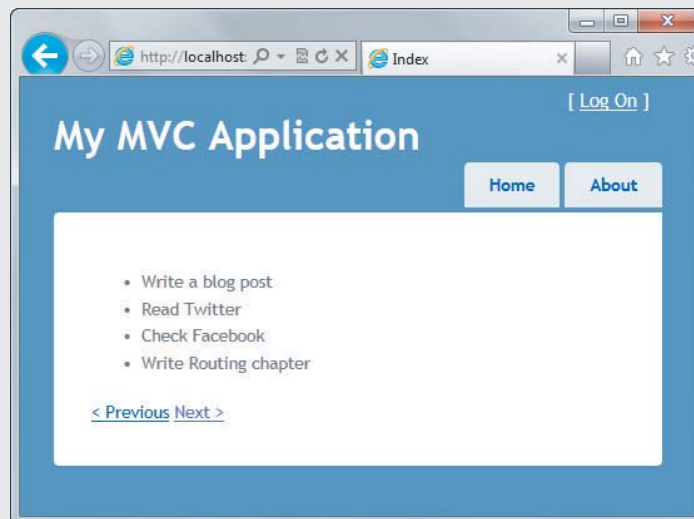 http://localhost:
Index
[ Log On ]
My MVC Application
Home
About
• Write a blog post
• Read Twitter
• Check Facebook
• Write Routing chapter
< Previous Next >